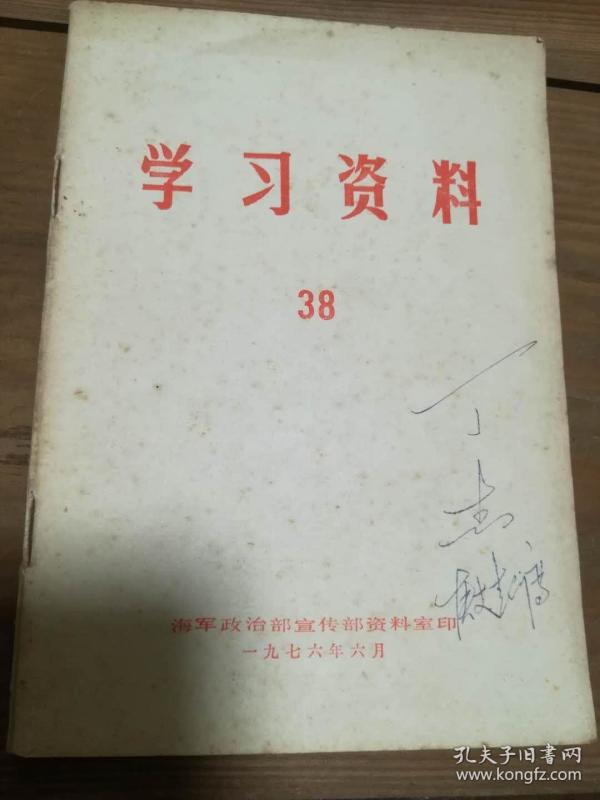 学习资料
38
丁
海军政治部宣传部资料室印
一九七六年六月
孔夫子旧书网
www.kongfz.com